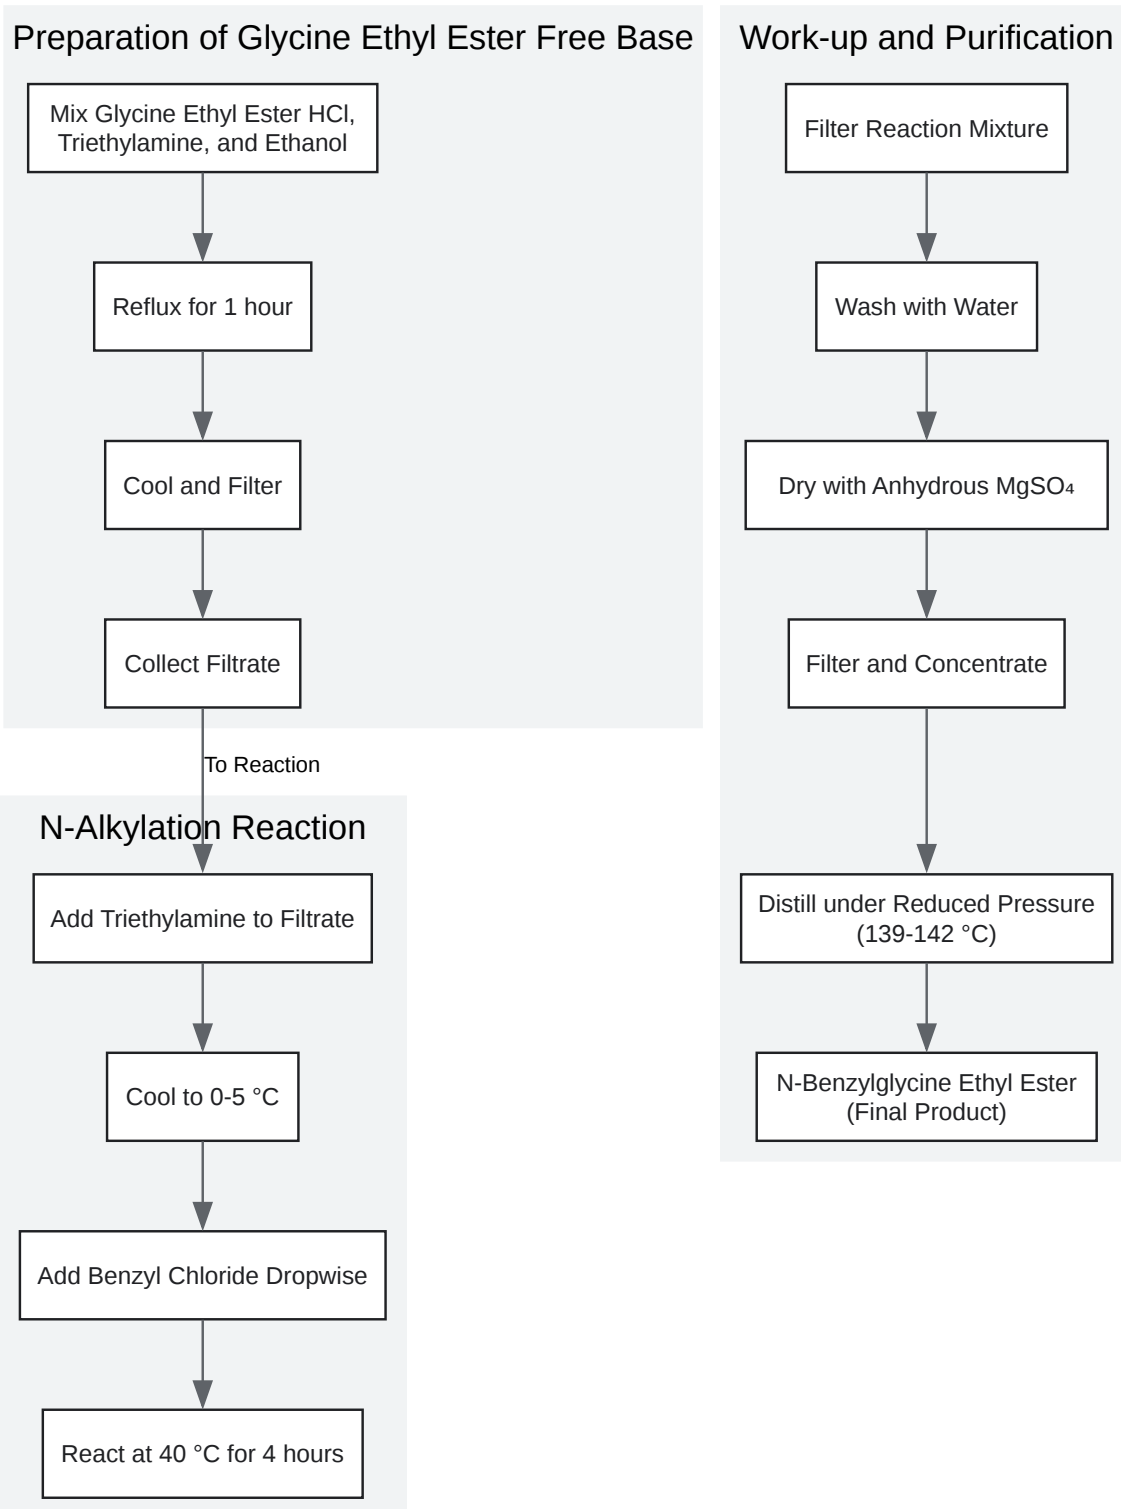 Preparation of Glycine Ethyl Ester Free Base
Mix Glycine Ethyl Ester HCl,
Triethylamine, and Ethanol
Reflux for 1 hour
Cool and Filter
Collect Filtrate
To Reaction
N-Alkylation Reaction
Add Triethylamine to Filtrate
Cool to 0-5 °C
Add Benzyl Chloride Dropwise
React at 40 °C for 4 hours
Work-up and Purification
Filter Reaction Mixture
Wash with Water
Dry with Anhydrous MgSO₄
Filter and Concentrate
Distill under Reduced Pressure
(139-142 °C)
N-Benzylglycine Ethyl Ester
(Final Product)